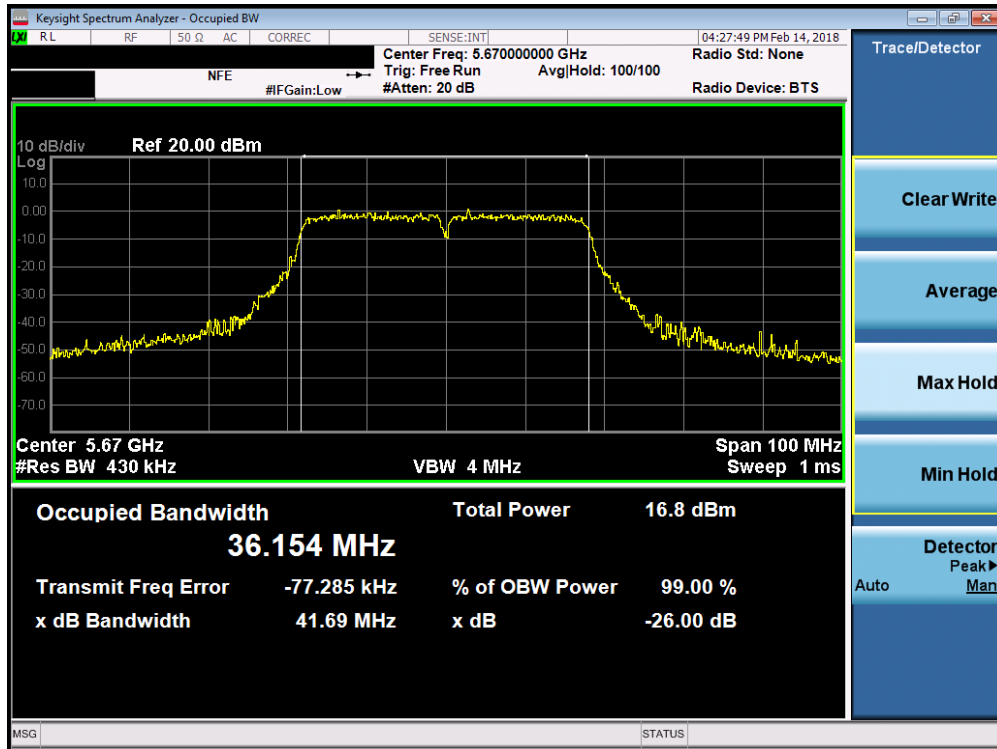 Keysight Spectrum Analyzer - Occupied BW
LXI RL RF 50 Ω AC CORREC SENSE:INT 04:27:49 PM Feb 14, 2018
Center Freq: 5.670000000 GHz Radio Std: None
NFE Trig: Free Run Avg|Hold: 100/100
#IFGain:Low #Atten: 20 dB Radio Device: BTS
10 dB/div Ref 20.00 dBm
Log
10.0
0.00
-10.0
-20.0
-30.0
-40.0
-50.0
-60.0
-70.0
Center 5.67 GHz Span 100 MHz
#Res BW 430 kHz VBW 4 MHz Sweep 1 ms
Occupied Bandwidth Total Power 16.8 dBm
36.154 MHz
Transmit Freq Error -77.285 kHz % of OBW Power 99.00 %
x dB Bandwidth 41.69 MHz x dB -26.00 dB
MSG STATUS
Trace/Detector
Clear Write
Average
Max Hold
Min Hold
Detector
Peak▶
Auto Man